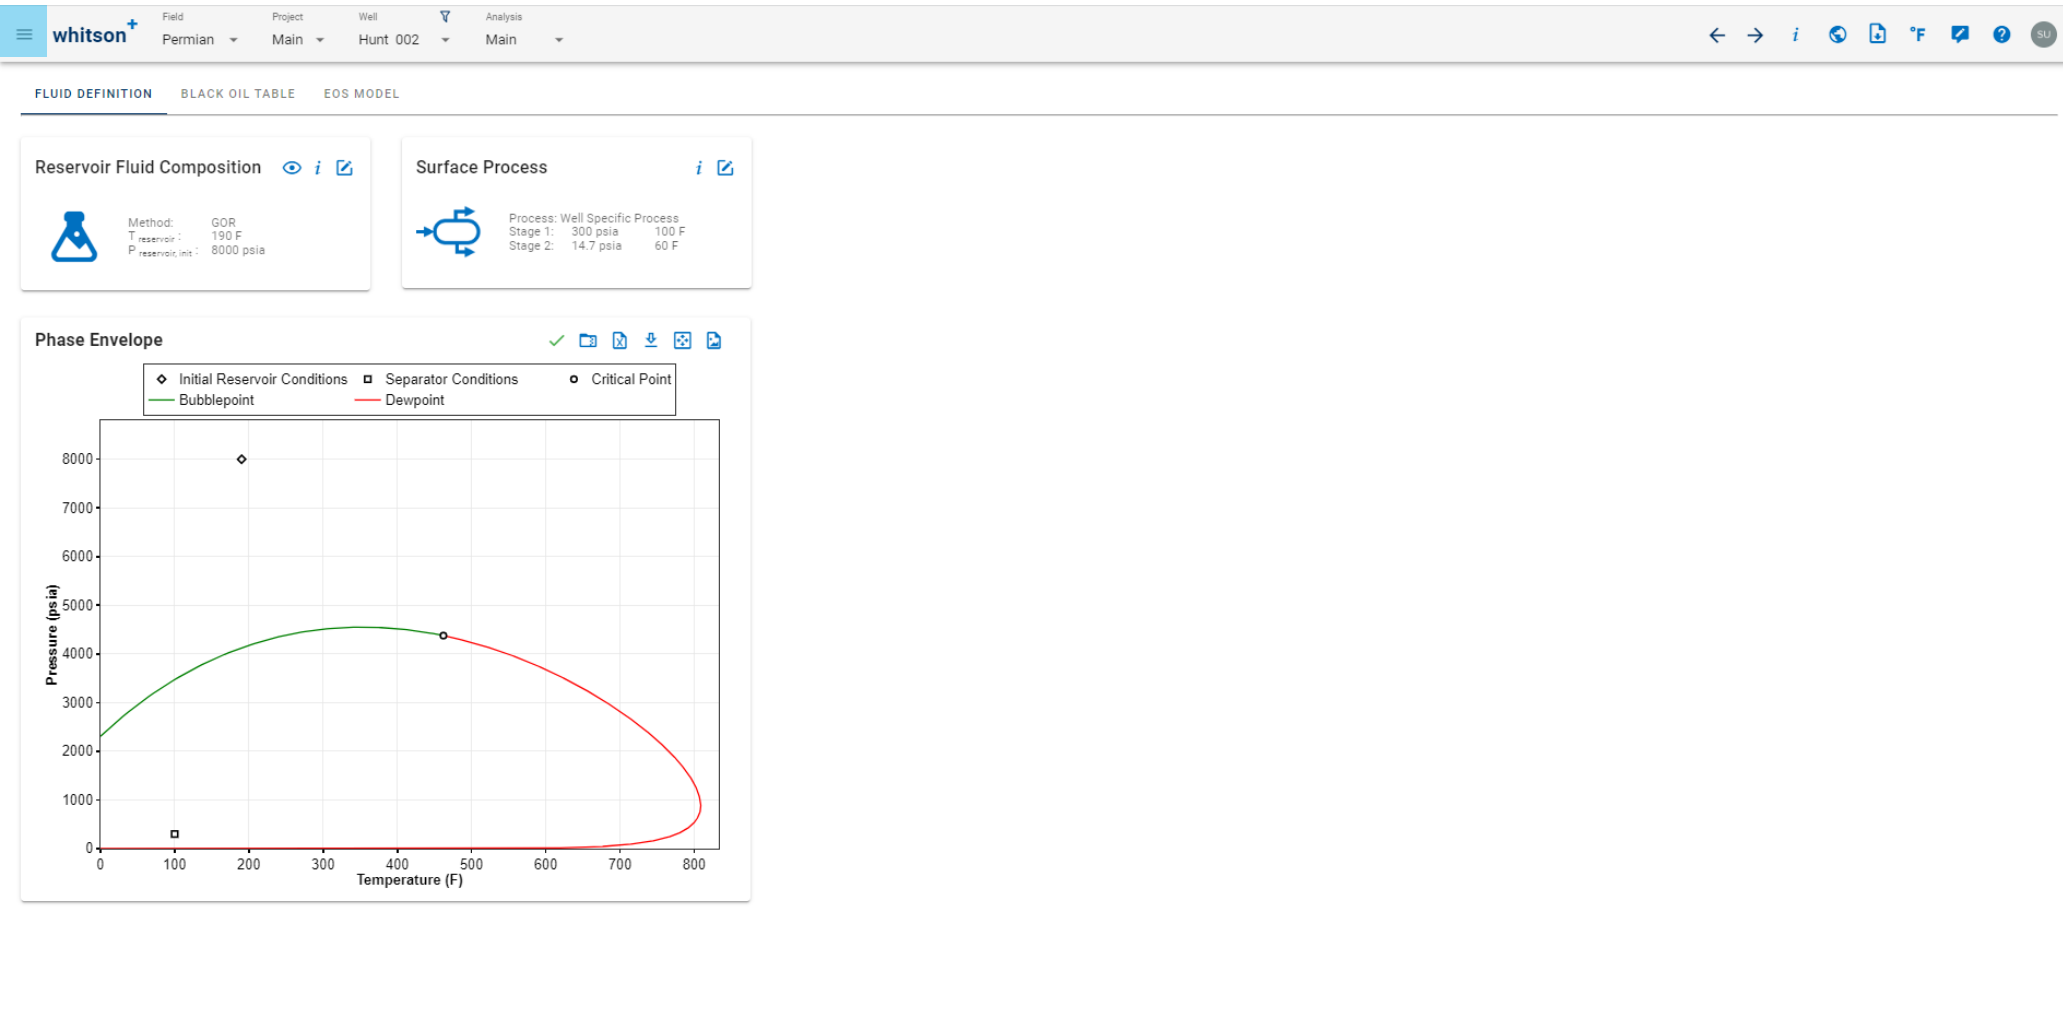 Field Project Well Analysis
whitson+ Permian Main Hunt 002 Main
i °F SU
FLUID DEFINITION BLACK OIL TABLE EOS MODEL
Reservoir Fluid Composition i
Method: GOR
T reservoir : 190 F
P reservoir, init : 8000 psia
Surface Process i
Process: Well Specific Process
Stage 1: 300 psia 100 F
Stage 2: 14.7 psia 60 F
Phase Envelope
Initial Reservoir Conditions Separator Conditions Critical Point
Bubblepoint Dewpoint
8000
7000
6000
5000
4000
3000
2000
1000
0
Pressure (psia)
0 100 200 300 400 500 600 700 800
Temperature (F)